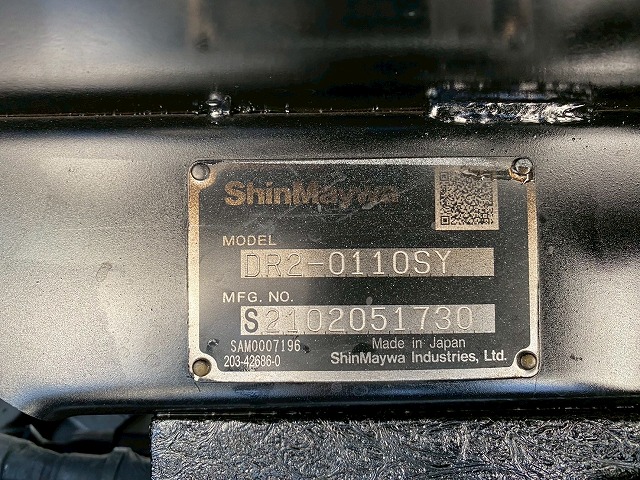 ShinMaywa
MODEL
DR2-0110SY
MFG. NO.
S2102051730
SAM0007196
203-42686-0
Made in Japan
ShinMaywa Industries, Ltd.